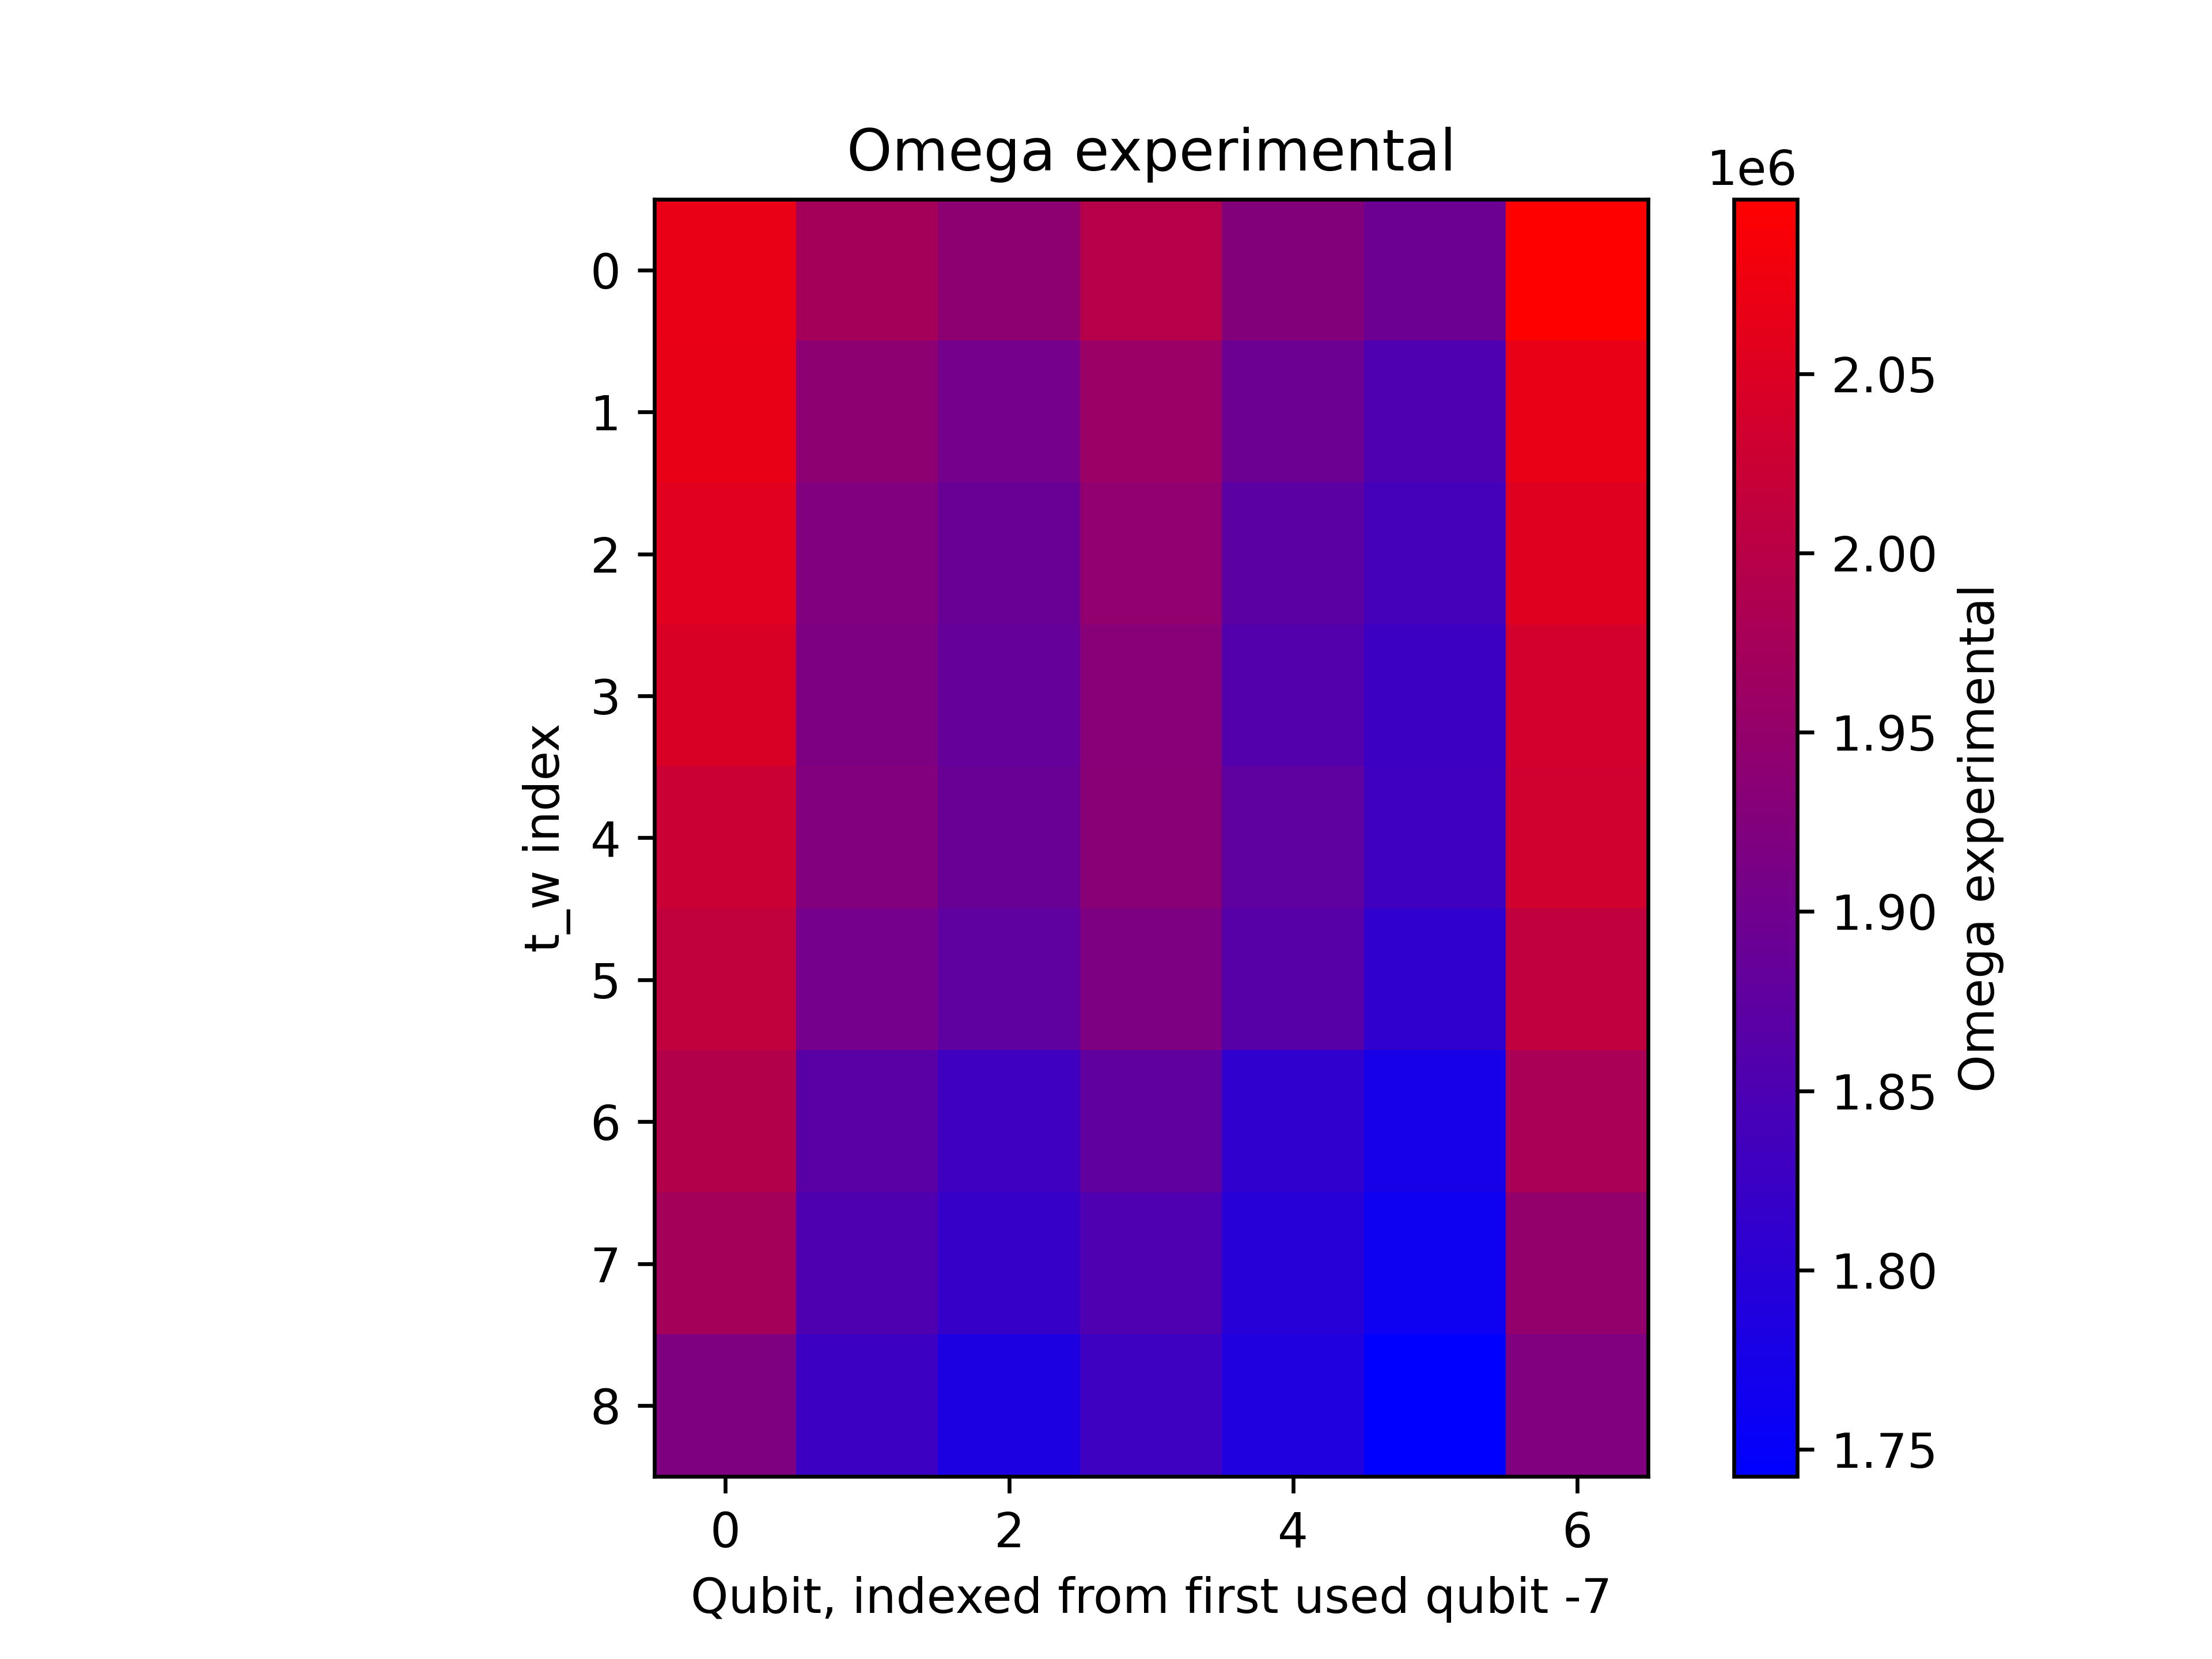 Omega experimental
1e6
0
1
2
3
4
5
6
7
8
t_w index
0 2 4 6
Qubit, indexed from first used qubit -7
2.05
2.00
1.95
1.90
1.85
1.80
1.75
Omega experimental